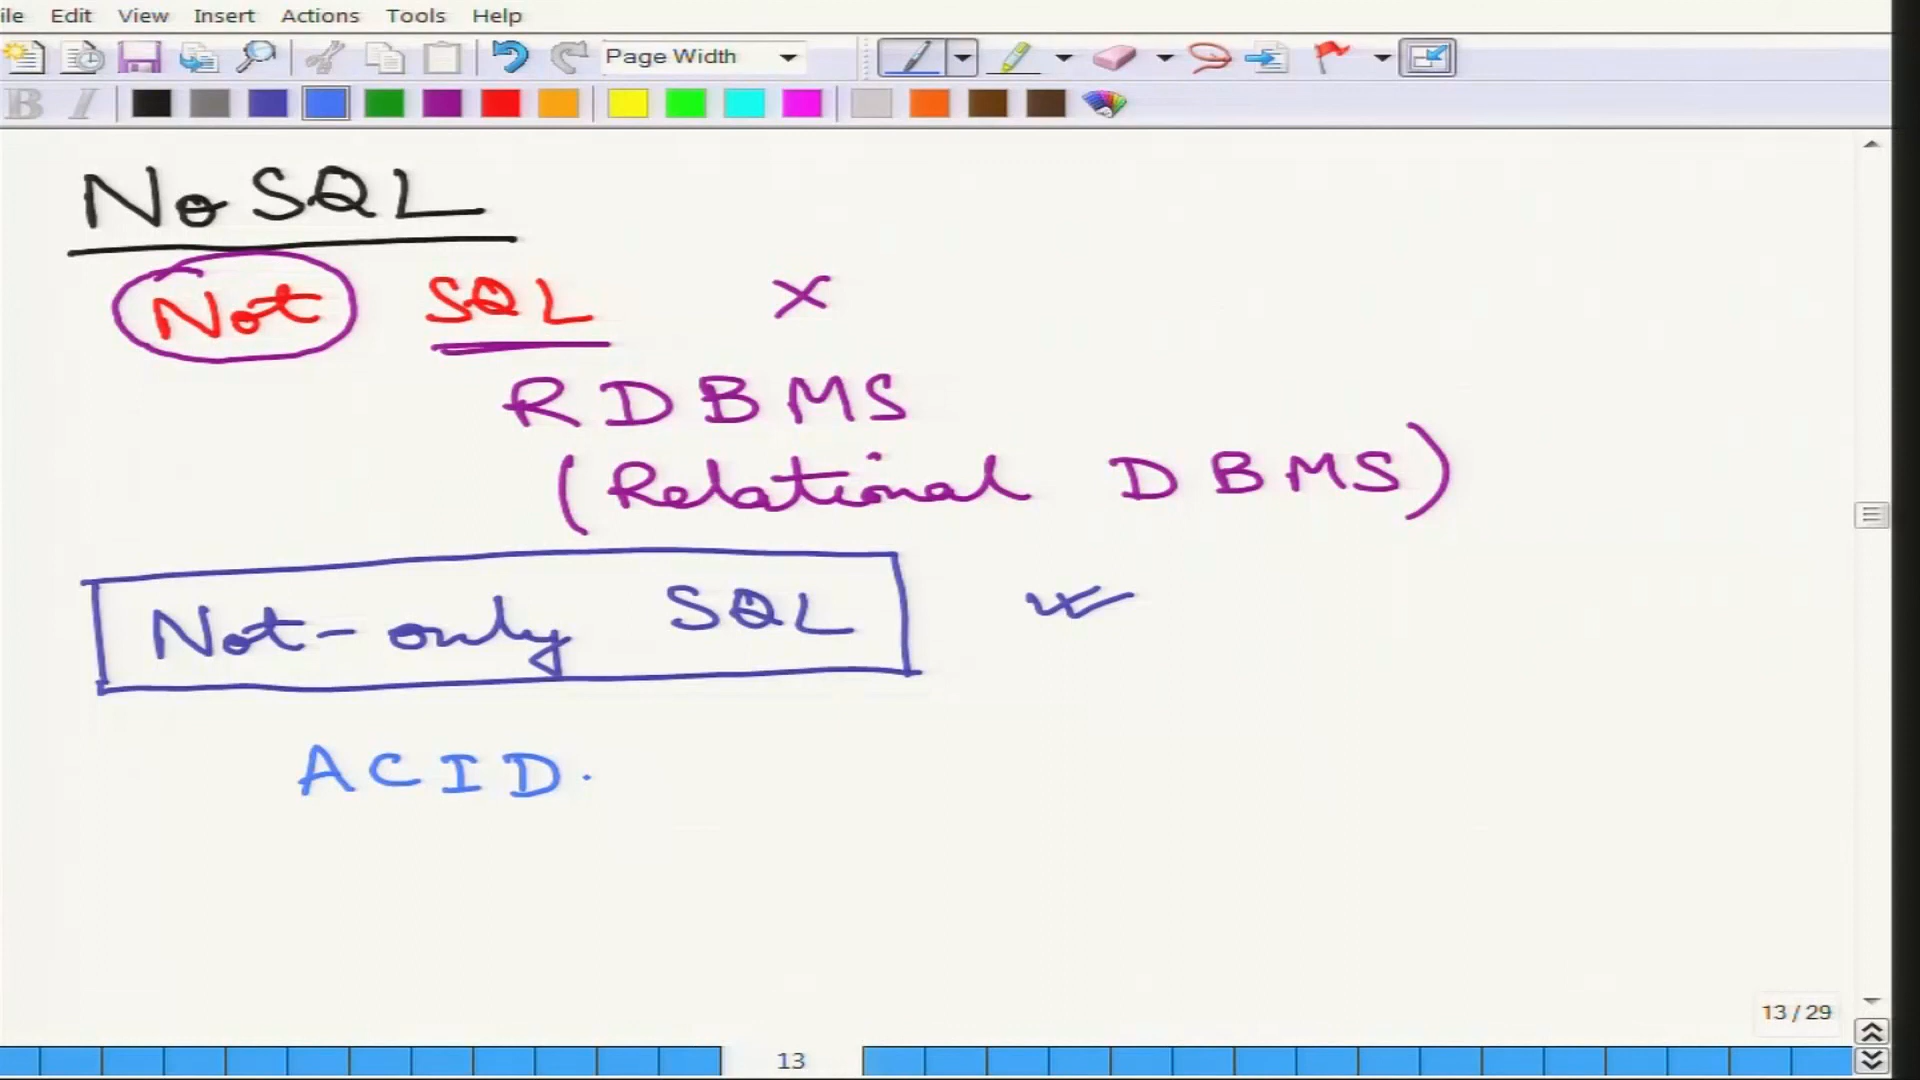 ile Edit View Insert Actions Tools Help
Page Width
B I
NoSQL
Not SQL x
RDBMS
(Relational DBMS)
Not-only SQL
ACID.
13 / 29
13